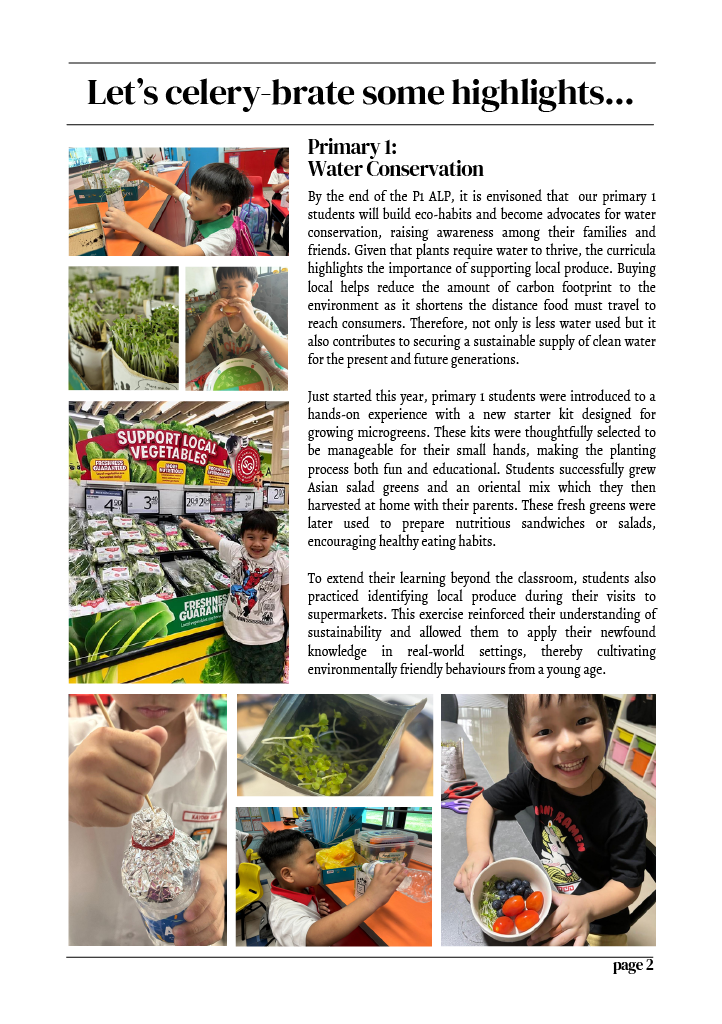 Let's celery-brate some highlights...
Primary 1:
Water Conservation
By the end of the P1 ALP, it is envisoned that our primary 1
students will build eco-habits and become advocates for water
conservation, raising awareness among their families and
friends. Given that plants require water to thrive, the curricula
highlights the importance of supporting local produce. Buying
local helps reduce the amount of carbon footprint to the
environment as it shortens the distance food must travel to
reach consumers. Therefore, not only is less water used but it
also contributes to securing a sustainable supply of clean water
for the present and future generations.
Just started this year, primary 1 students were introduced to a
hands-on experience with a new starter kit designed for
growing microgreens. These kits were thoughtfully selected to
be manageable for their small hands, making the planting
process both fun and educational. Students successfully grew
Asian salad greens and an oriental mix which they then
harvested at home with their parents. These fresh greens were
later used to prepare nutritious sandwiches or salads,
encouraging healthy eating habits.
To extend their learning beyond the classroom, students also
practiced identifying local produce during their visits to
supermarkets. This exercise reinforced their understanding of
sustainability and allowed them to apply their newfound
knowledge in real-world settings, thereby cultivating
environmentally friendly behaviours from a young age.
SUPPORT LOCAL
VEGETABLES
FRESHNESS
GUARANTEED
SG
FRESHNESS
GUARANT
RAMEN
page 2